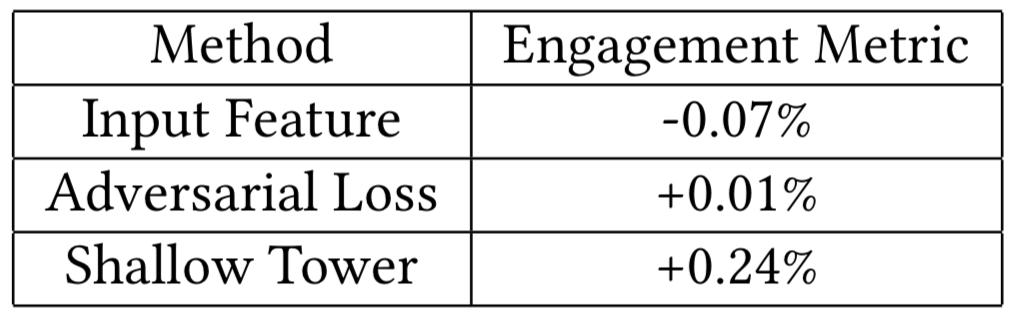 Method Engagement Metric
Input Feature -0.07%
Adversarial Loss +0.01%
Shallow Tower +0.24%